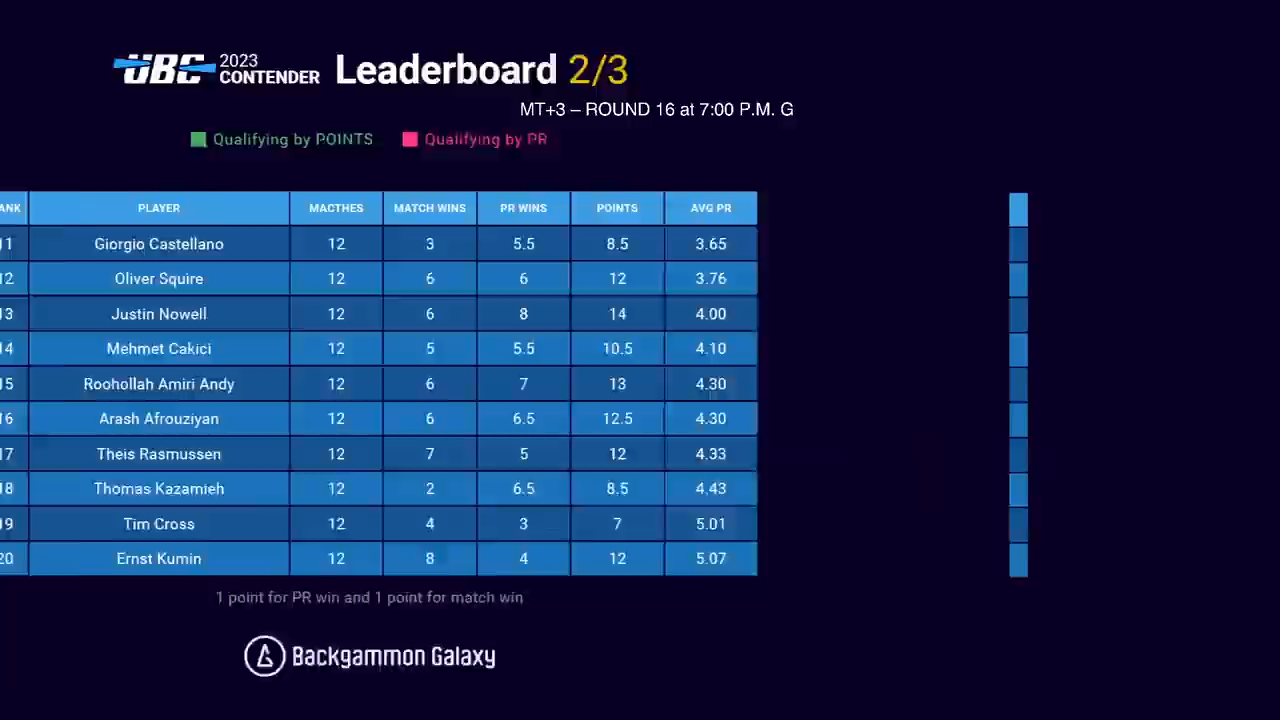 UBC 2023 CONTENDER Leaderboard 2/3
MT+3 – ROUND 16 at 7:00 P.M. G
Qualifying by POINTS Qualifying by PR
ANK PLAYER MACTHES MATCH WINS PR WINS POINTS AVG PR
11 Giorgio Castellano 12 3 5.5 8.5 3.65
12 Oliver Squire 12 6 6 12 3.76
13 Justin Nowell 12 6 8 14 4.00
14 Mehmet Cakici 12 5 5.5 10.5 4.10
15 Roohollah Amiri Andy 12 6 7 13 4.30
16 Arash Afrouziyan 12 6 6.5 12.5 4.30
17 Theis Rasmussen 12 7 5 12 4.33
18 Thomas Kazamieh 12 2 6.5 8.5 4.43
19 Tim Cross 12 4 3 7 5.01
20 Ernst Kumin 12 8 4 12 5.07
1 point for PR win and 1 point for match win
Backgammon Galaxy